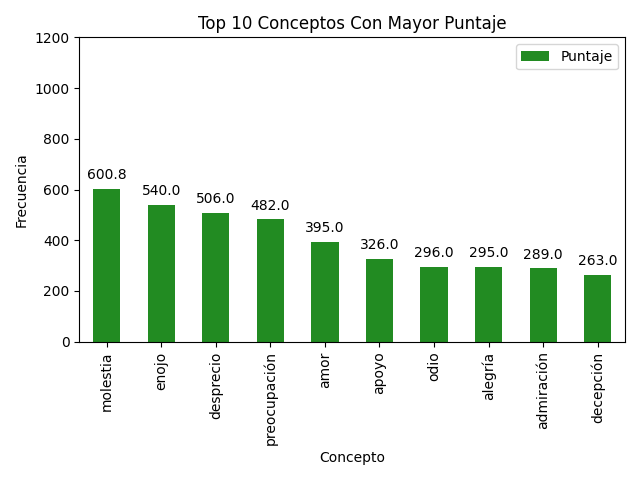 Top 10 Conceptos Con Mayor Puntaje
Puntaje
Frecuencia
1200
1000
800
600
400
200
0
600.8
540.0
506.0
482.0
395.0
326.0
296.0
295.0
289.0
263.0
molestia
enojo
desprecio
preocupación
amor
apoyo
odio
alegría
admiración
decepción
Concepto